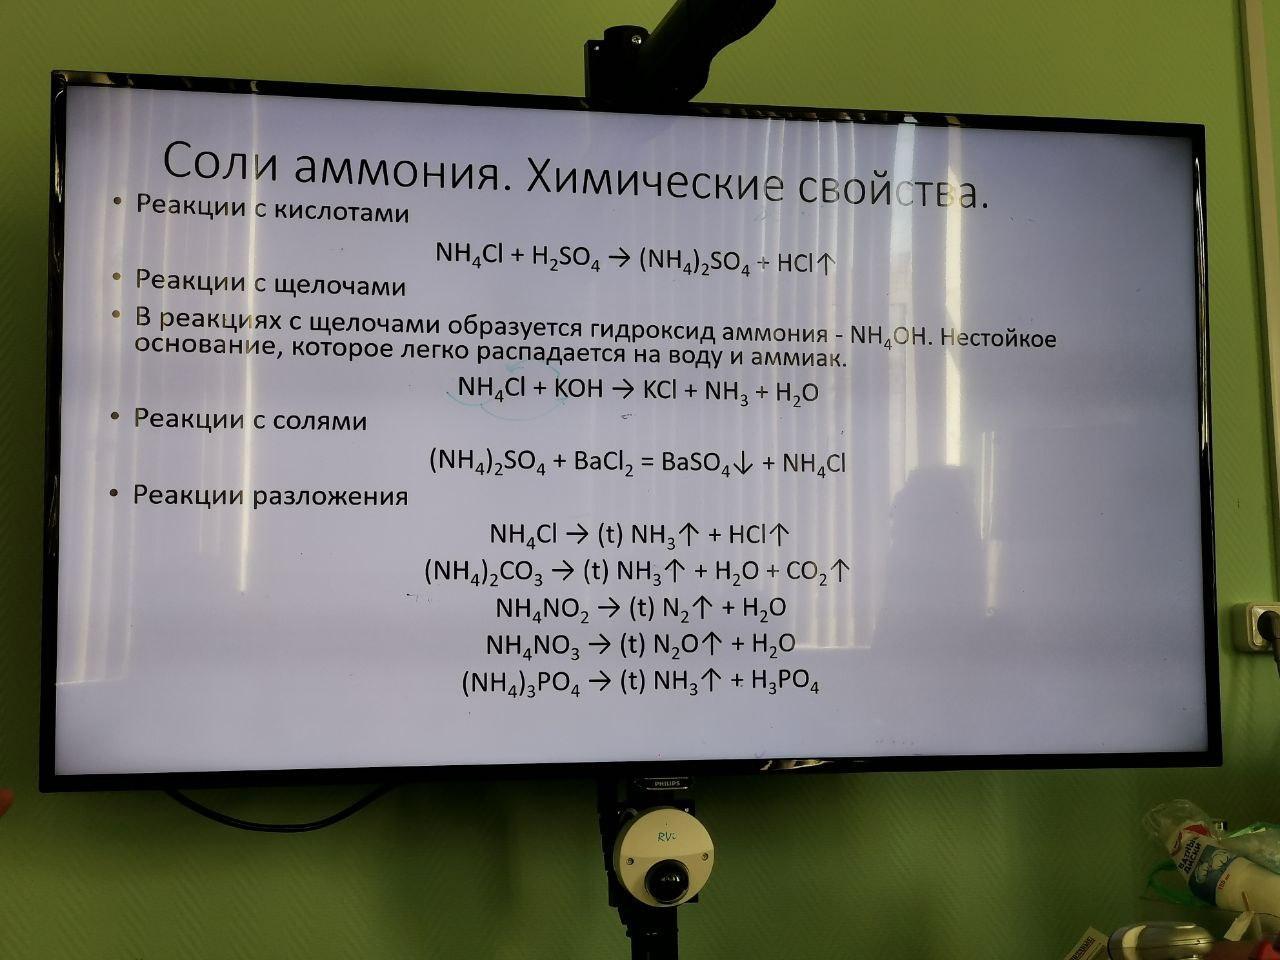 Соли аммония. Химические свойства.
• Реакции с кислотами
NH₄Cl + H₂SO₄ → (NH₄)₂SO₄ + HCl↑
• Реакции с щелочами
• В реакциях с щелочами образуется гидроксид аммония - NH₄OH. Нестойкое
основание, которое легко распадается на воду и аммиак.
NH₄Cl + KOH → KCl + NH₃ + H₂O
• Реакции с солями
(NH₄)₂SO₄ + BaCl₂ = BaSO₄↓ + NH₄Cl
• Реакции разложения
NH₄Cl → (t) NH₃↑ + HCl↑
(NH₄)₂CO₃ → (t) NH₃↑ + H₂O + CO₂↑
NH₄NO₂ → (t) N₂↑ + H₂O
NH₄NO₃ → (t) N₂O↑ + H₂O
(NH₄)₃PO₄ → (t) NH₃↑ + H₃PO₄
PHILIPS
RVi
ВАТНЫЕ
ДИСКИ